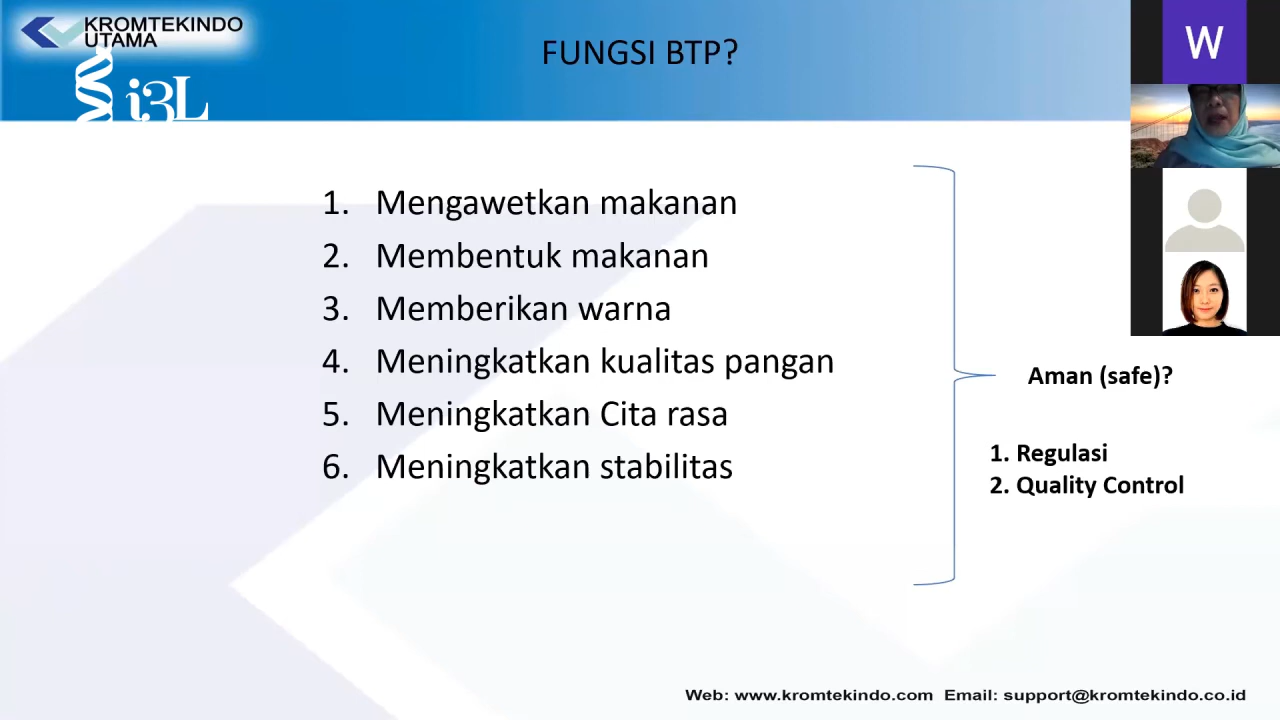 KROMTEKINDO
UTAMA
i3L
FUNGSI BTP?
W
1. Mengawetkan makanan
2. Membentuk makanan
3. Memberikan warna
4. Meningkatkan kualitas pangan
5. Meningkatkan Cita rasa
6. Meningkatkan stabilitas
Aman (safe)?
1. Regulasi
2. Quality Control
Web: www.kromtekindo.com Email: support@kromtekindo.co.id